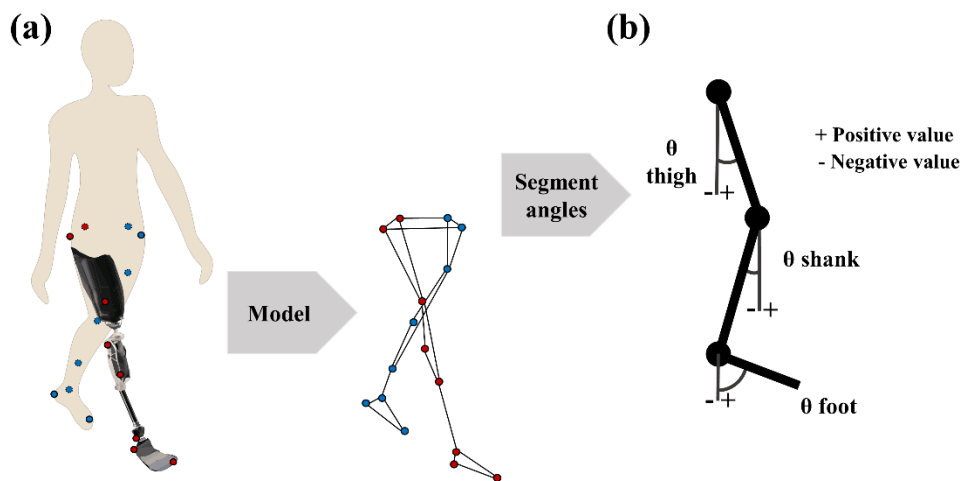 (a)
(b)
Model
Segment
angles
θ
thigh
-+
+ Positive value
- Negative value
θ shank
-+
-+
θ foot